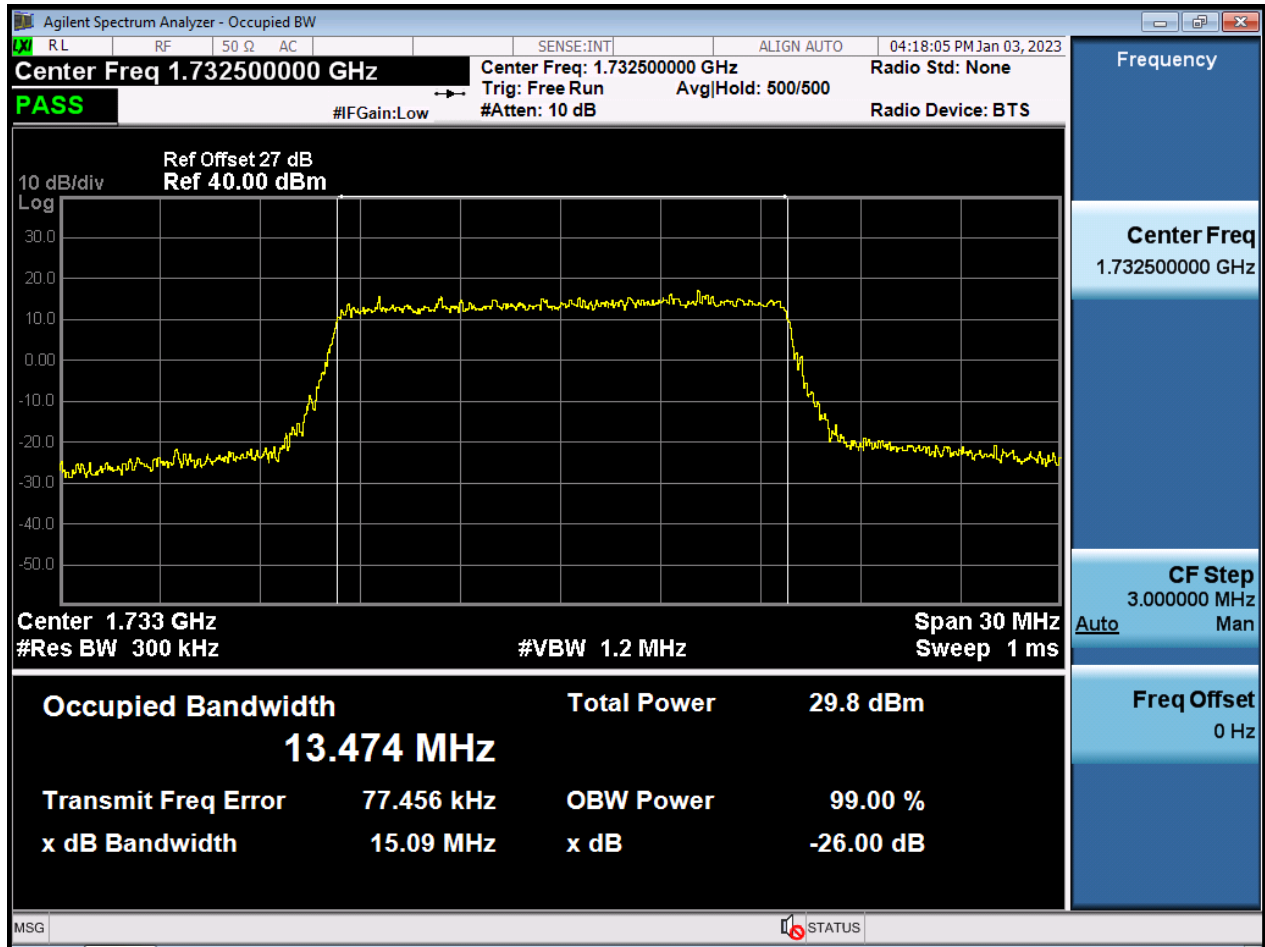 Agilent Spectrum Analyzer - Occupied BW
LXI RL RF 50 Ω AC SENSE:INT ALIGN AUTO 04:18:05 PM Jan 03, 2023
Center Freq 1.732500000 GHz
PASS
#IFGain:Low
Center Freq: 1.732500000 GHz
Trig: Free Run Avg|Hold: 500/500
#Atten: 10 dB
Radio Std: None
Radio Device: BTS
Ref Offset 27 dB
10 dB/div Ref 40.00 dBm
Log
30.0
20.0
10.0
0.00
-10.0
-20.0
-30.0
-40.0
-50.0
Center 1.733 GHz Span 30 MHz
#Res BW 300 kHz #VBW 1.2 MHz Sweep 1 ms
Occupied Bandwidth Total Power 29.8 dBm
13.474 MHz
Transmit Freq Error 77.456 kHz OBW Power 99.00 %
x dB Bandwidth 15.09 MHz x dB -26.00 dB
MSG STATUS
Frequency
Center Freq
1.732500000 GHz
CF Step
3.000000 MHz
Auto Man
Freq Offset
0 Hz